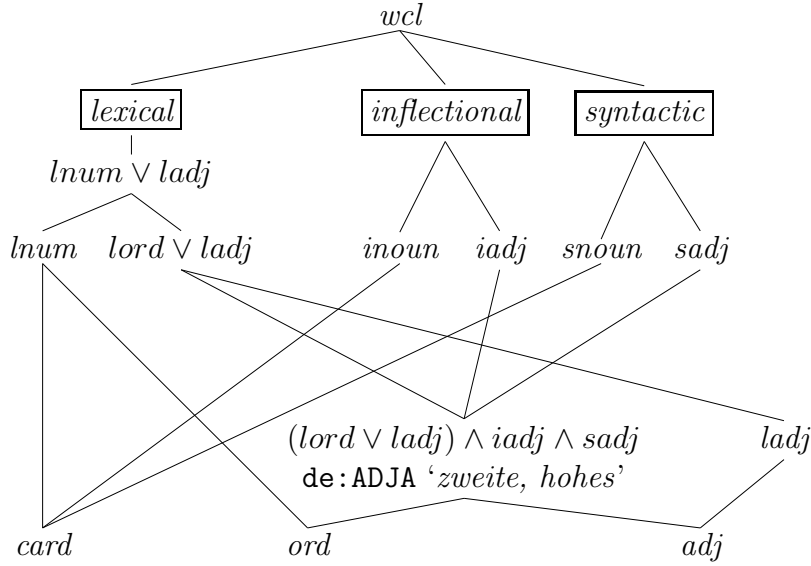 wcl
lexical inflectional syntactic
lnum ∨ ladj
lnum lord ∨ ladj inoun iadj snoun sadj
(lord ∨ ladj) ∧ iadj ∧ sadj ladj
de:ADJA ‘zweite, hohes’
card ord adj